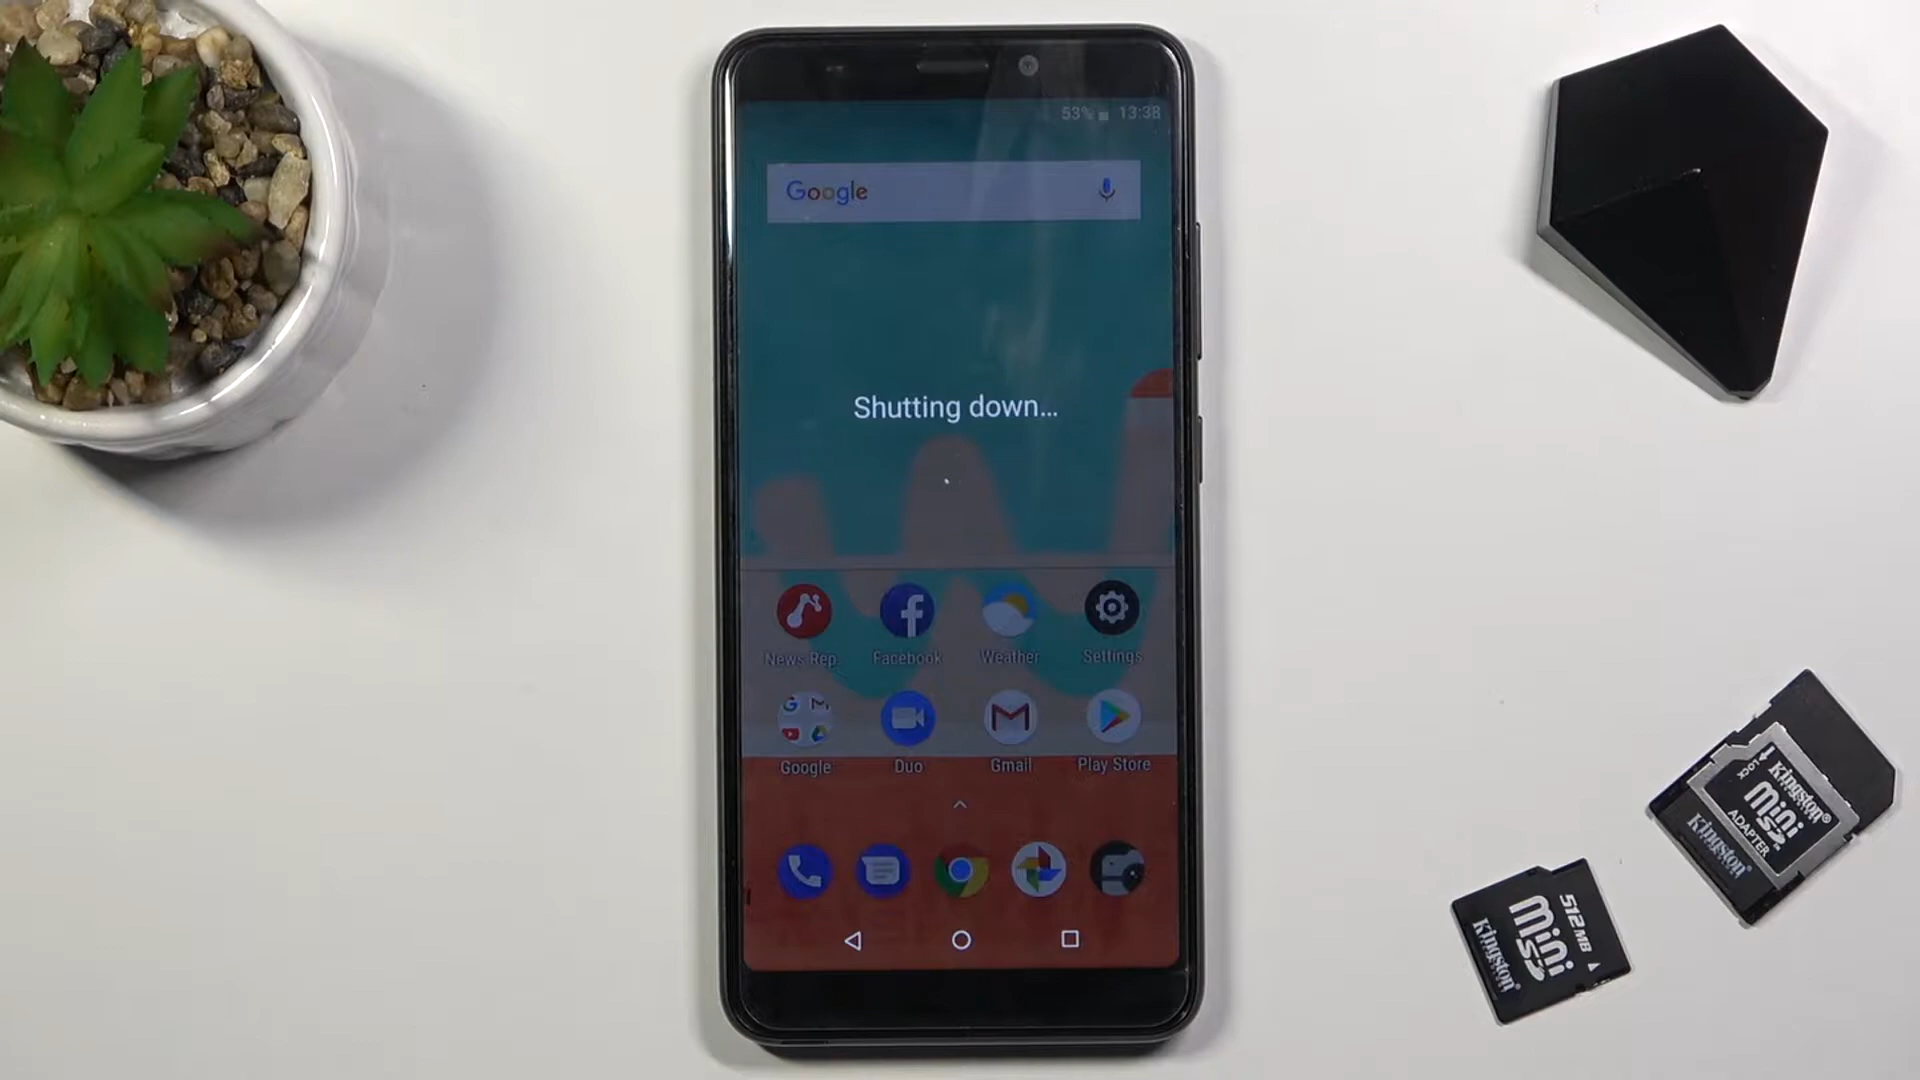 53% 13:38
Google
Shutting down...
News Rep.
Facebook
Weather
Settings
Google
Duo
Gmail
Play Store
LOCK
Kingston®
mini
SD
ADAPTER
Kingston
512MB
mini
SD
Kingston